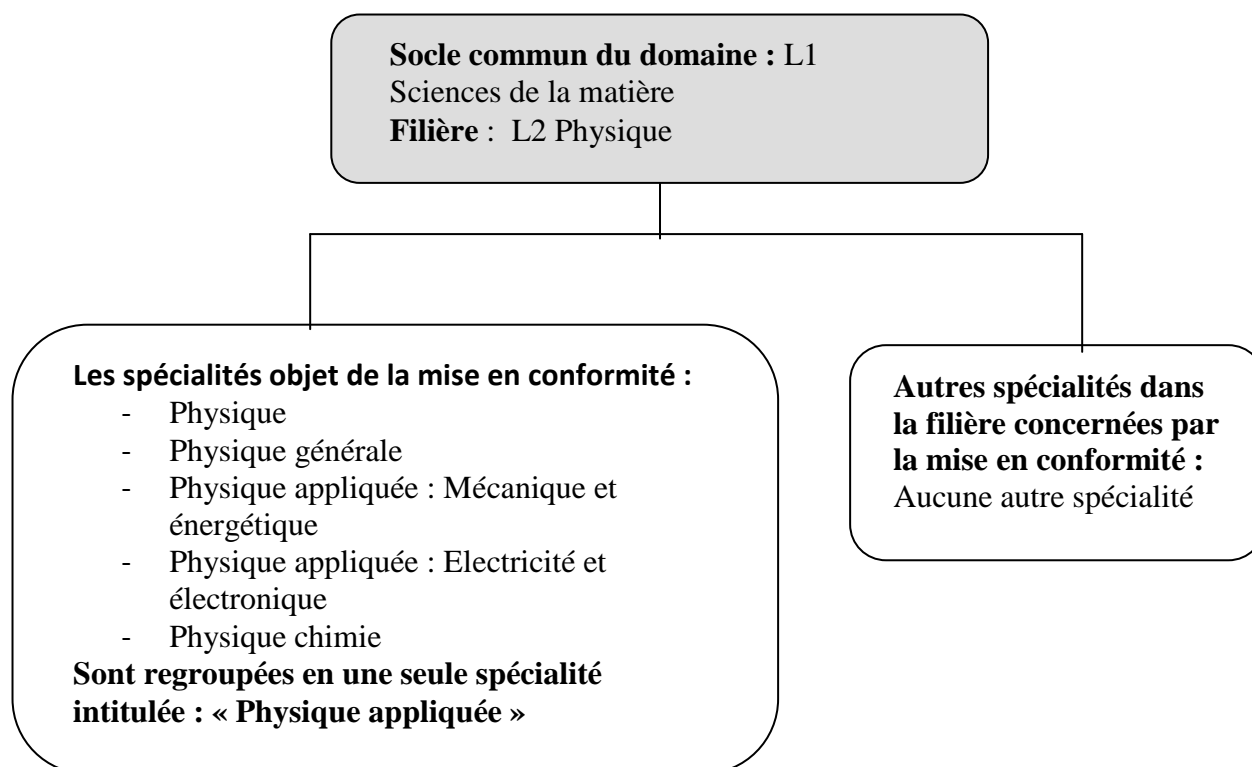 Socle commun du domaine : L1
Sciences de la matière
Filière : L2 Physique
Les spécialités objet de la mise en conformité :
- Physique
- Physique générale
- Physique appliquée : Mécanique et
énergétique
- Physique appliquée : Electricité et
électronique
- Physique chimie
Sont regroupées en une seule spécialité
intitulée : « Physique appliquée »
Autres spécialités dans
la filière concernées par
la mise en conformité :
Aucune autre spécialité